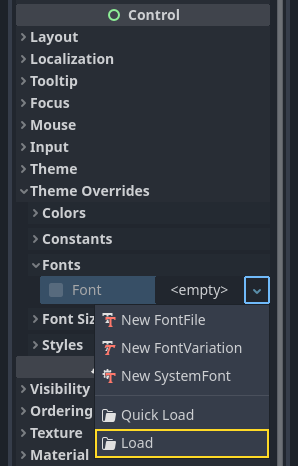 Control
Layout
Localization
Tooltip
Focus
Mouse
Input
Theme
Theme Overrides
Colors
Constants
Fonts
Font <empty>
New FontFile
Font Siz
New FontVariation
Styles
New SystemFont
Visibility
Quick Load
Ordering
Texture
Load
Material